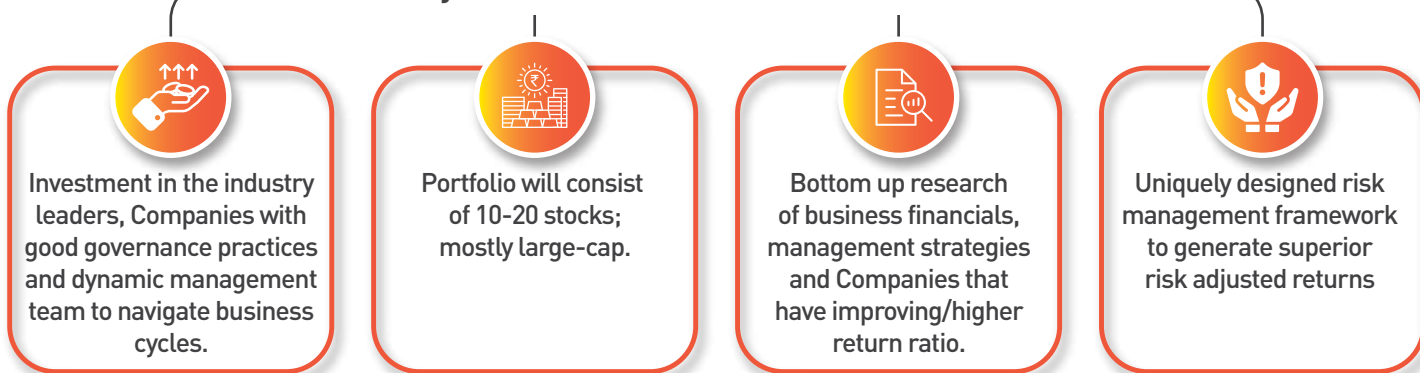 Investment in the industry
leaders, Companies with
good governance practices
and dynamic management
team to navigate business
cycles.
₹
Portfolio will consist
of 10-20 stocks;
mostly large-cap.
Bottom up research
of business financials,
management strategies
and Companies that
have improving/higher
return ratio.
Uniquely designed risk
management framework
to generate superior
risk adjusted returns